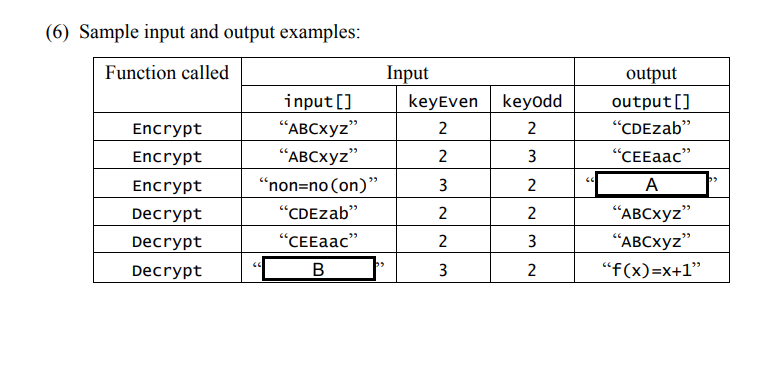 (6) Sample input and output examples:
Function called Input output
input[] keyEven keyOdd output[]
Encrypt “ABCxyz” 2 2 “CDEzab”
Encrypt “ABCxyz” 2 3 “CEEaac”
Encrypt “non=no(on)” 3 2 “ A ”
Decrypt “CDEzab” 2 2 “ABCxyz”
Decrypt “CEEaac” 2 3 “ABCxyz”
Decrypt “ B ” 3 2 “f(x)=x+1”